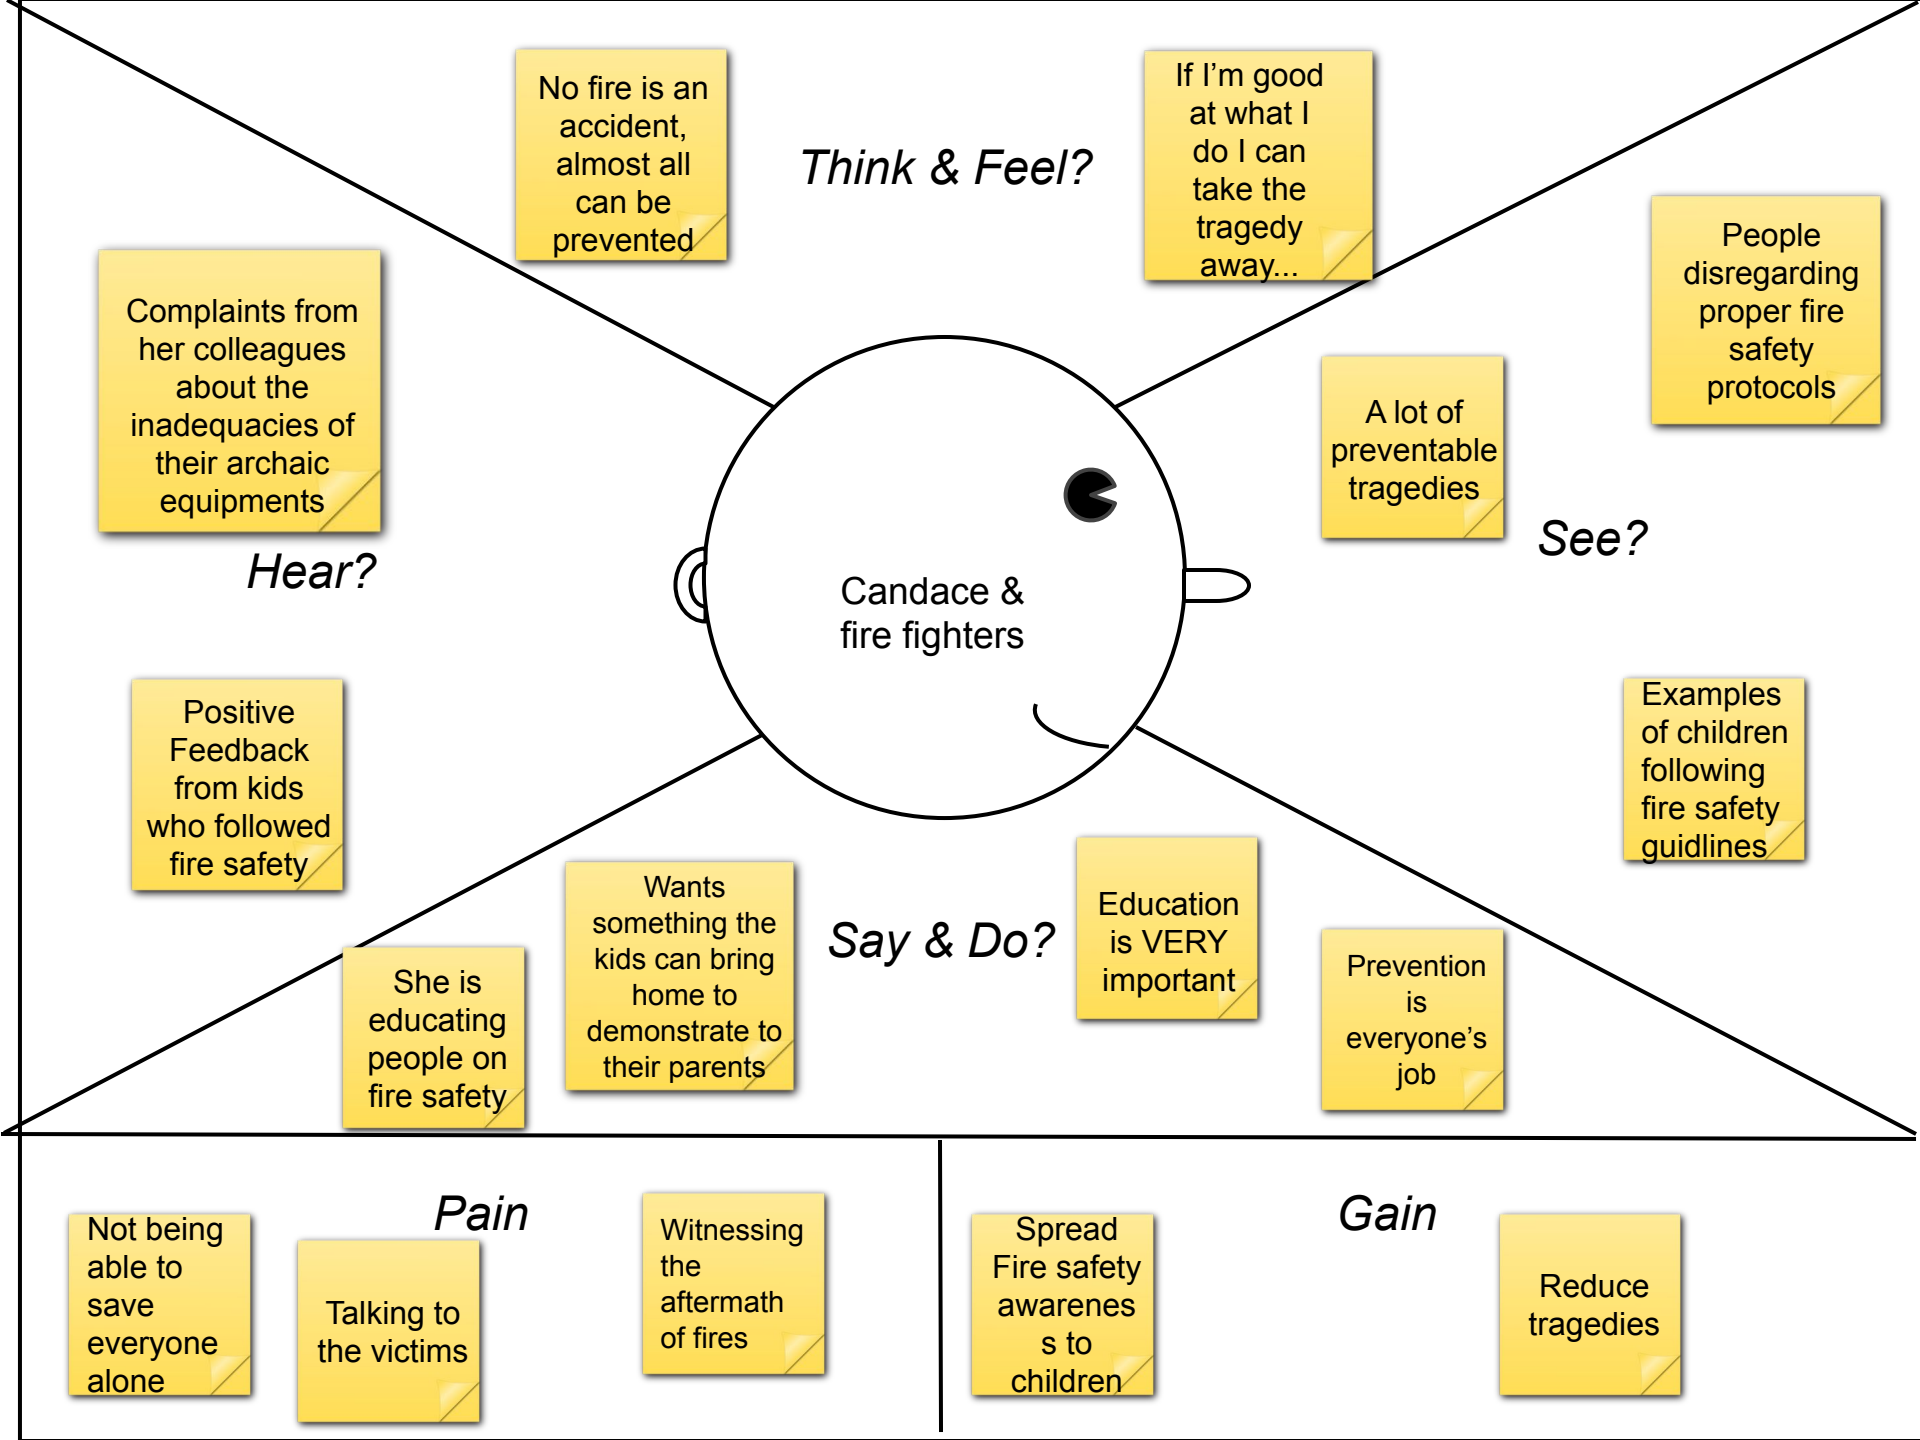 No fire is an
accident,
almost all
can be
prevented
Think & Feel?
If I'm good
at what I
do I can
take the
tragedy
away...
People
disregarding
proper fire
safety
protocols
Complaints from
her colleagues
about the
inadequacies of
their archaic
equipments
A lot of
preventable
tragedies
Hear?
See?
Candace &
fire fighters
Positive
Feedback
from kids
who followed
fire safety
Examples
of children
following
fire safety
guidlines
She is
educating
people on
fire safety
Wants
something the
kids can bring
home to
demonstrate to
their parents
Say & Do?
Education
is VERY
important
Prevention
is
everyone's
job
Pain
Not being
able to
save
everyone
alone
Talking to
the victims
Witnessing
the
aftermath
of fires
Gain
Spread
Fire safety
awarenes
s to
children
Reduce
tragedies